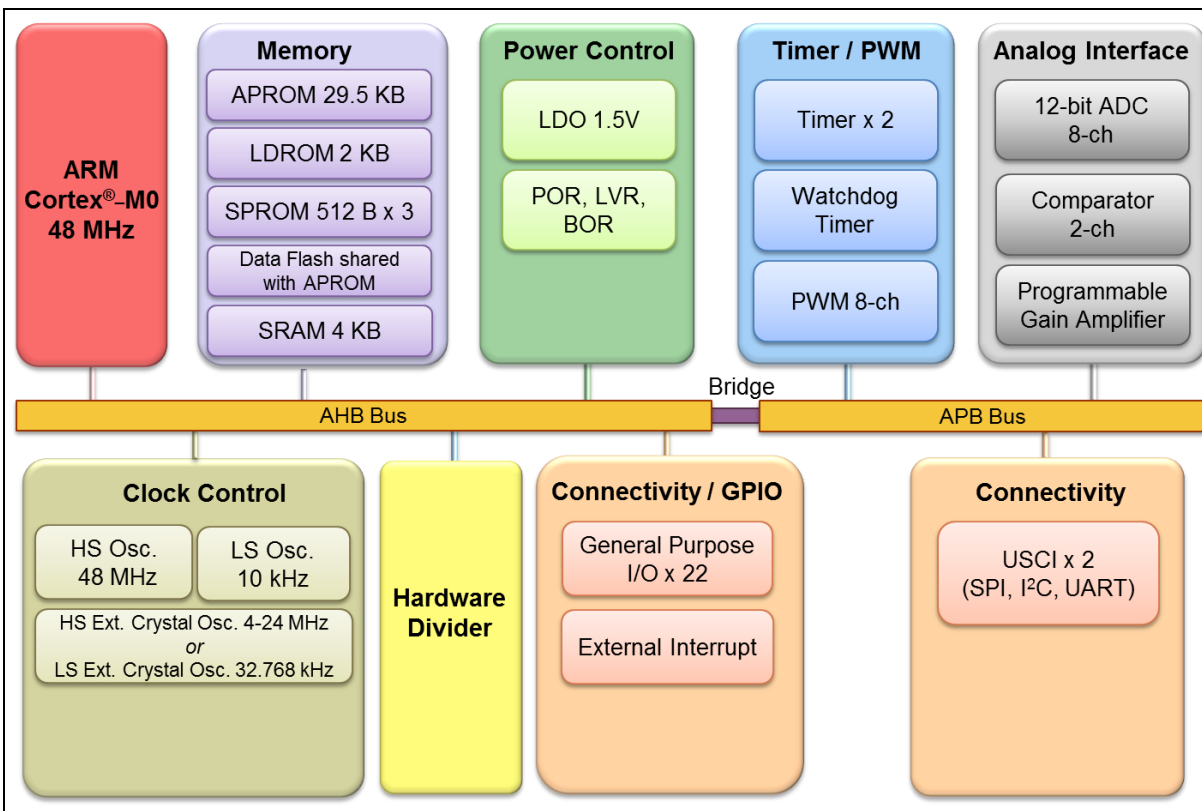 ARM
Cortex®–M0
48 MHz
Memory
APROM 29.5 KB
LDROM 2 KB
SPROM 512 B x 3
Data Flash shared
with APROM
SRAM 4 KB
Power Control
LDO 1.5V
POR, LVR,
BOR
Timer / PWM
Timer x 2
Watchdog
Timer
PWM 8-ch
Analog Interface
12-bit ADC
8-ch
Comparator
2-ch
Programmable
Gain Amplifier
Bridge
AHB Bus
APB Bus
Clock Control
HS Osc.
48 MHz
LS Osc.
10 kHz
HS Ext. Crystal Osc. 4-24 MHz
or
LS Ext. Crystal Osc. 32.768 kHz
Hardware
Divider
Connectivity / GPIO
General Purpose
I/O x 22
External Interrupt
Connectivity
USCI x 2
(SPI, I²C, UART)